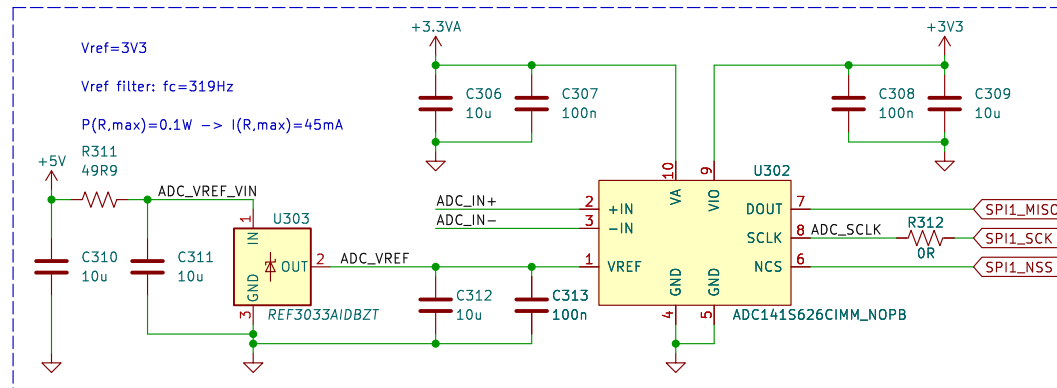 Vref=3V3
Vref filter: fc=319Hz
P(R,max)=0.1W -> I(R,max)=45mA
+3.3VA
C306
10u
C307
100n
+3V3
C308
100n
C309
10u
+5V
R311
49R9
ADC_VREF_VIN
C310
10u
C311
10u
U303
1
IN
OUT
2
GND
3
REF3033AIDBZT
ADC_VREF
C312
10u
C313
100n
ADC_IN+
ADC_IN-
U302
10
9
VA
VIO
2
+IN
3
-IN
1
VREF
DOUT
7
SCLK
8
NCS
6
GND
GND
4
5
ADC141S626CIMM_NOPB
ADC_SCLK
R312
0R
SPI1_MISO
SPI1_SCK
SPI1_NSS